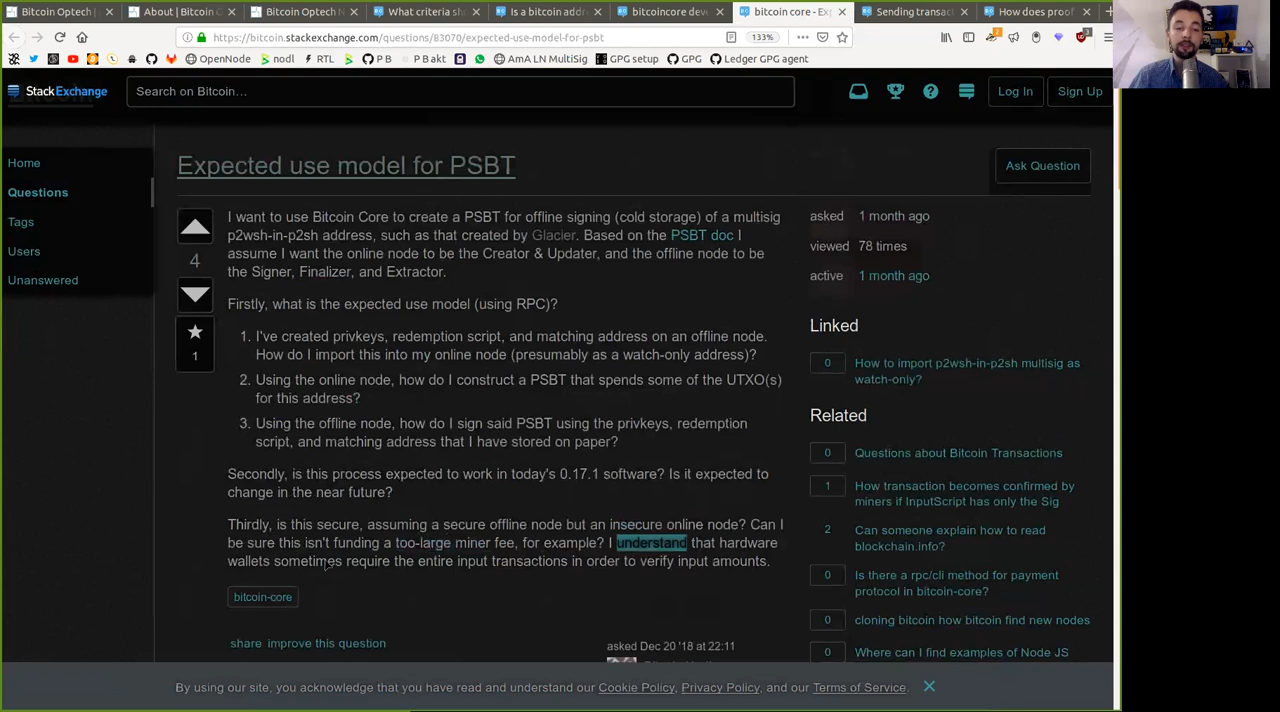 Bitcoin Optech
About | Bitcoin O
Bitcoin Optech N
What criteria sh
Is a bitcoin addr
bitcoincore dev
bitcoin core - Exp
Sending transac
How does proof
https://bitcoin.stackexchange.com/questions/83070/expected-use-model-for-psbt
133%
OpenNode
nodl
RTL
P B
P B akt
AmA LN MultiSig
GPG setup
GPG
Ledger GPG agent
StackExchange
Search on Bitcoin…
Log In
Sign Up
Home
Questions
Tags
Users
Unanswered
Expected use model for PSBT
Ask Question
4
1
I want to use Bitcoin Core to create a PSBT for offline signing (cold storage) of a multisig
p2wsh-in-p2sh address, such as that created by Glacier. Based on the PSBT doc I
assume I want the online node to be the Creator & Updater, and the offline node to be
the Signer, Finalizer, and Extractor.
Firstly, what is the expected use model (using RPC)?
1. I've created privkeys, redemption script, and matching address on an offline node.
How do I import this into my online node (presumably as a watch-only address)?
2. Using the online node, how do I construct a PSBT that spends some of the UTXO(s)
for this address?
3. Using the offline node, how do I sign said PSBT using the privkeys, redemption
script, and matching address that I have stored on paper?
Secondly, is this process expected to work in today's 0.17.1 software? Is it expected to
change in the near future?
Thirdly, is this secure, assuming a secure offline node but an insecure online node? Can I
be sure this isn't funding a too-large miner fee, for example? I understand that hardware
wallets sometimes require the entire input transactions in order to verify input amounts.
bitcoin-core
share improve this question
asked Dec 20 '18 at 22:11
asked 1 month ago
viewed 78 times
active 1 month ago
Linked
0 How to import p2wsh-in-p2sh multisig as
watch-only?
Related
0 Questions about Bitcoin Transactions
1 How transaction becomes confirmed by
miners if InputScript has only the Sig
2 Can someone explain how to read
blockchain.info?
0 Is there a rpc/cli method for payment
protocol in bitcoin-core?
0 cloning bitcoin how bitcoin find new nodes
0 Where can I find examples of Node JS
By using our site, you acknowledge that you have read and understand our Cookie Policy, Privacy Policy, and our Terms of Service.